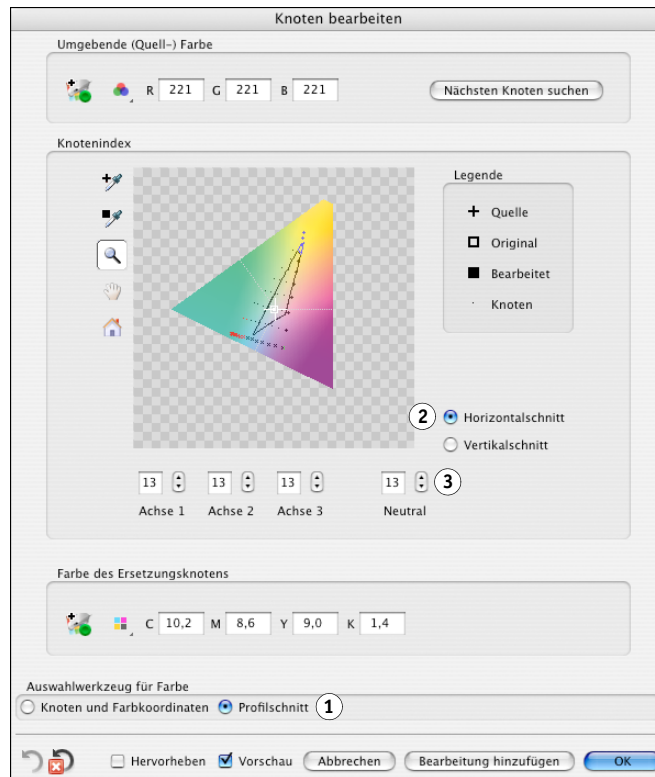 Knoten bearbeiten
Umgebende (Quell-) Farbe
R 221 G 221 B 221 Nächsten Knoten suchen
Knotenindex
Legende
Quelle
Original
Bearbeitet
Knoten
2 Horizontalschnitt
Vertikalschnitt
13 13 13 13 3
Achse 1 Achse 2 Achse 3 Neutral
Farbe des Ersetzungsknotens
C 10,2 M 8,6 Y 9,0 K 1,4
Auswahlwerkzeug für Farbe
Knoten und Farbkoordinaten Profilschnitt 1
Hervorheben Vorschau Abbrechen Bearbeitung hinzufügen OK